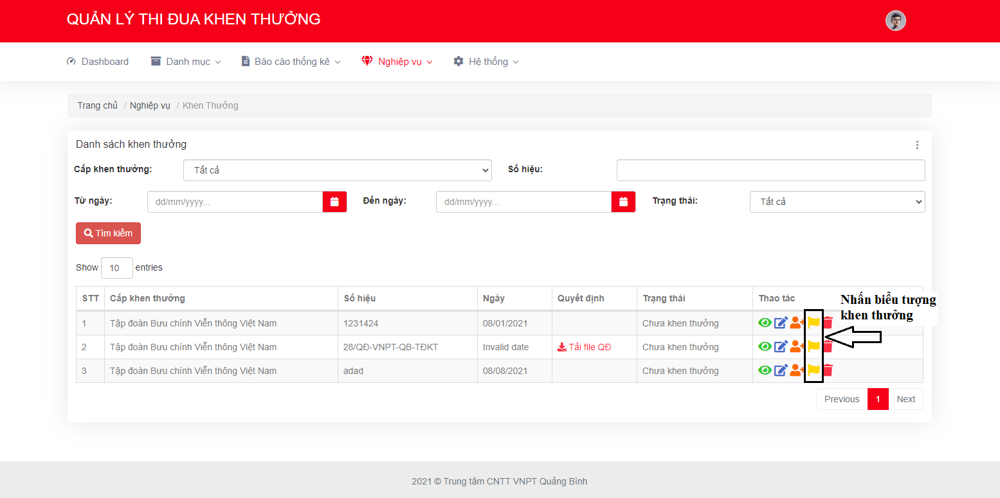 QUẢN LÝ THI ĐUA KHEN THƯỞNG
Dashboard Danh mục Báo cáo thống kê Nghiệp vụ Hệ thống
Trang chủ / Nghiệp vụ / Khen Thưởng
Danh sách khen thưởng
Cấp khen thưởng: Tất cả Số hiệu:
Từ ngày: dd/mm/yyyy... Đến ngày: dd/mm/yyyy... Trạng thái: Tất cả
Tìm kiếm
Show 10 entries
STT Cấp khen thưởng Số hiệu Ngày Quyết định Trạng thái Thao tác
Nhấn biểu tượng
khen thưởng
1 Tập đoàn Bưu chính Viễn thông Việt Nam 1231424 08/01/2021 Chưa khen thưởng
2 Tập đoàn Bưu chính Viễn thông Việt Nam 28/QĐ-VNPT-QB-TĐKT Invalid date Tải file QĐ Chưa khen thưởng
3 Tập đoàn Bưu chính Viễn thông Việt Nam adad 08/08/2021 Chưa khen thưởng
Previous 1 Next
2021 © Trung tâm CNTT VNPT Quảng Bình